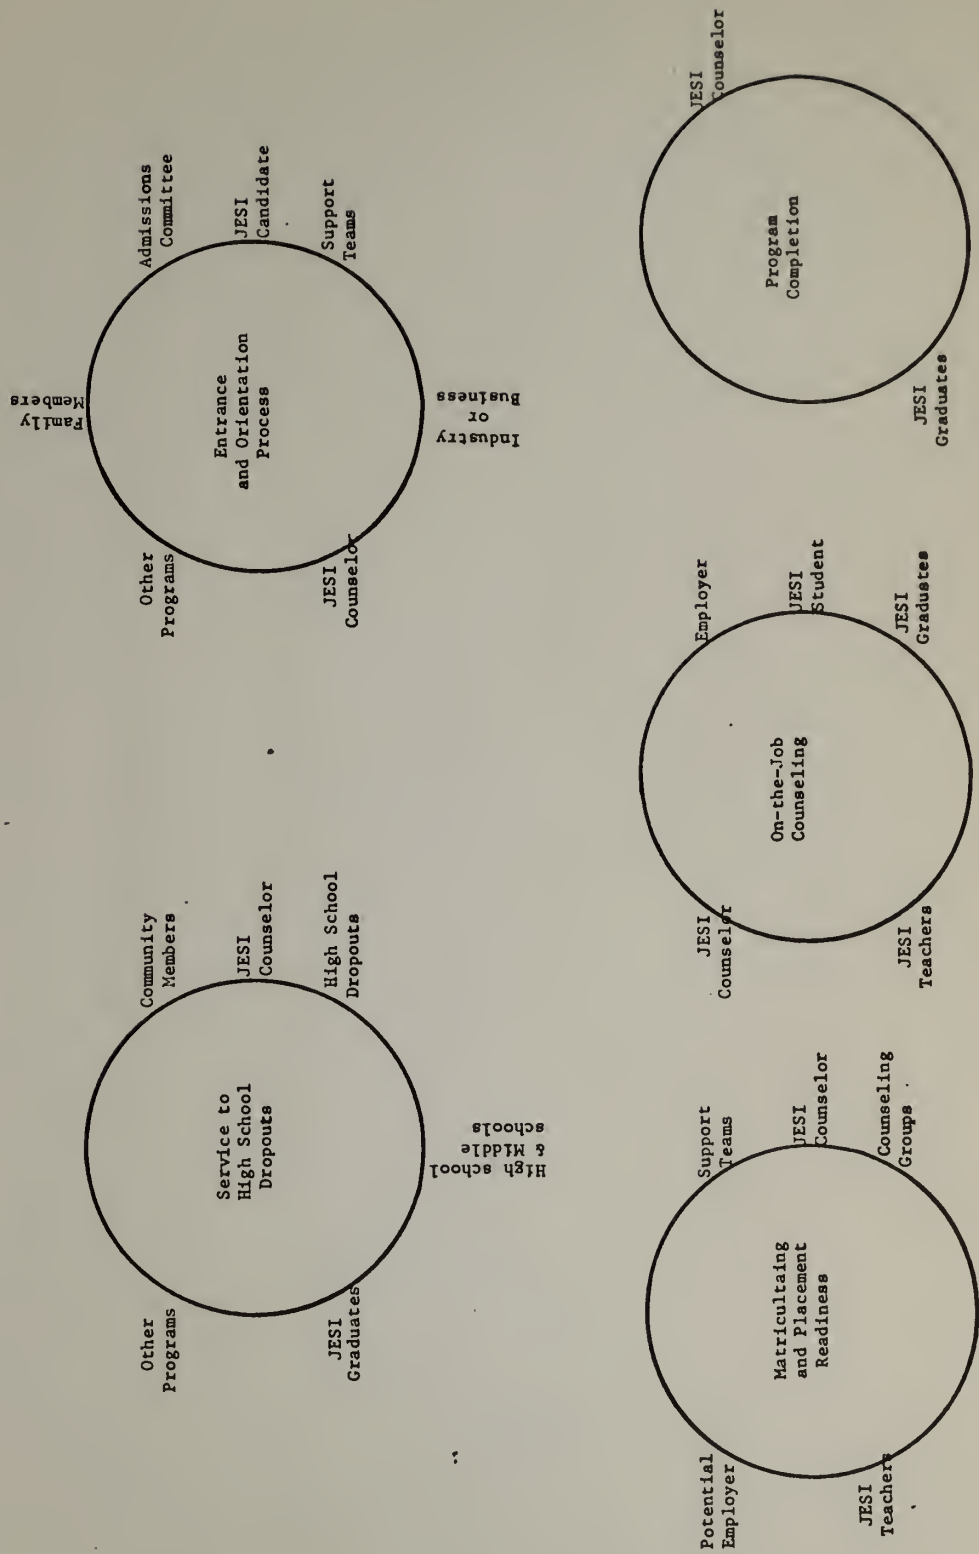 Other
Programs
Community
Members
JESI
Counselor
High School
Dropouts
Service to
High School
Dropouts
JESI
Graduates
High school
& Middle
schools
Other
Programs
Family
Members
Admissions
Committee
JESI
Candidate
Support
Teams
Entrance
and Orientation
Process
JESI
Counselor
Industry
or
Business
Potential
Employer
Support
Teams
JESI
Counselor
Counseling
Groups
Matricultaing
and Placement
Readiness
JESI
Teachers
JESI
Counselor
Employer
JESI
Student
JESI
Graduates
On-the-Job
Counseling
JESI
Teachers
JESI
Counselor
Program
Completion
JESI
Graduates